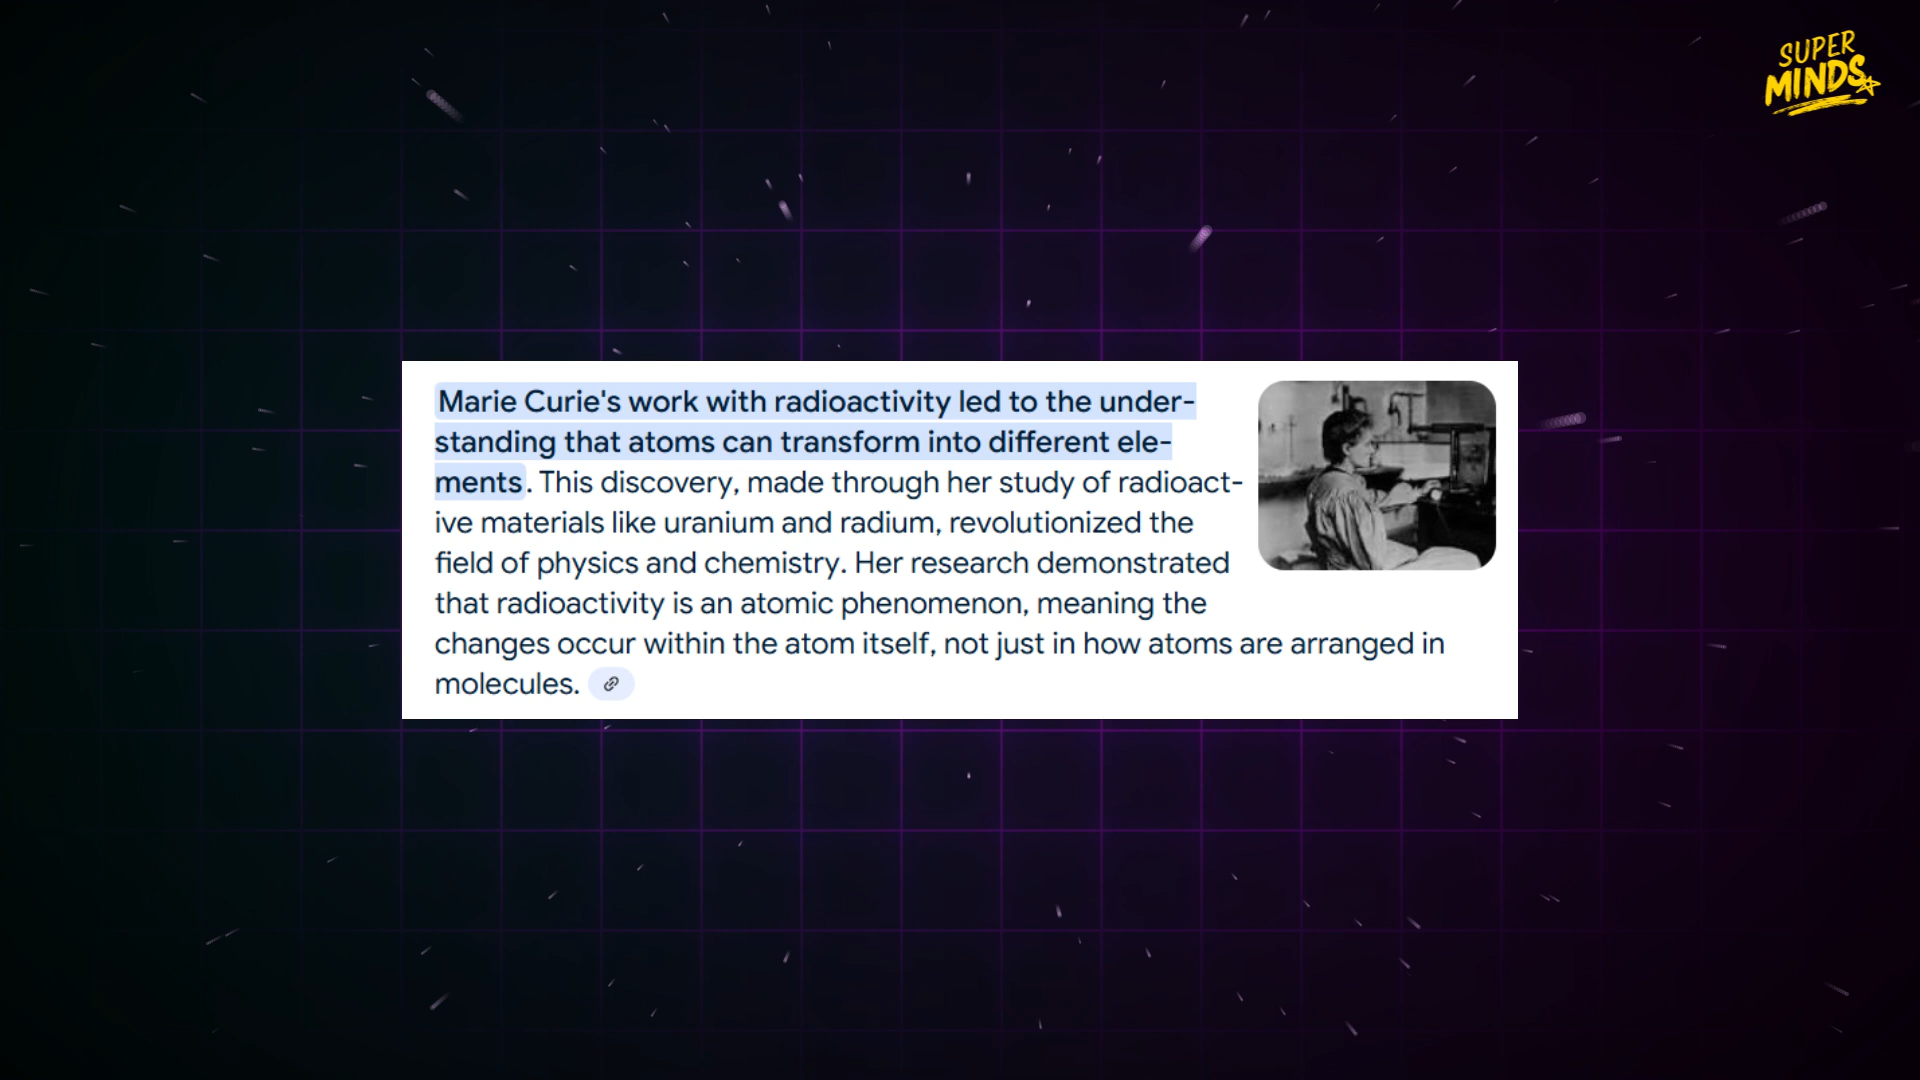 SUPER
MINDS
Marie Curie's work with radioactivity led to the under-
standing that atoms can transform into different ele-
ments. This discovery, made through her study of radioact-
ive materials like uranium and radium, revolutionized the
field of physics and chemistry. Her research demonstrated
that radioactivity is an atomic phenomenon, meaning the
changes occur within the atom itself, not just in how atoms are arranged in
molecules.